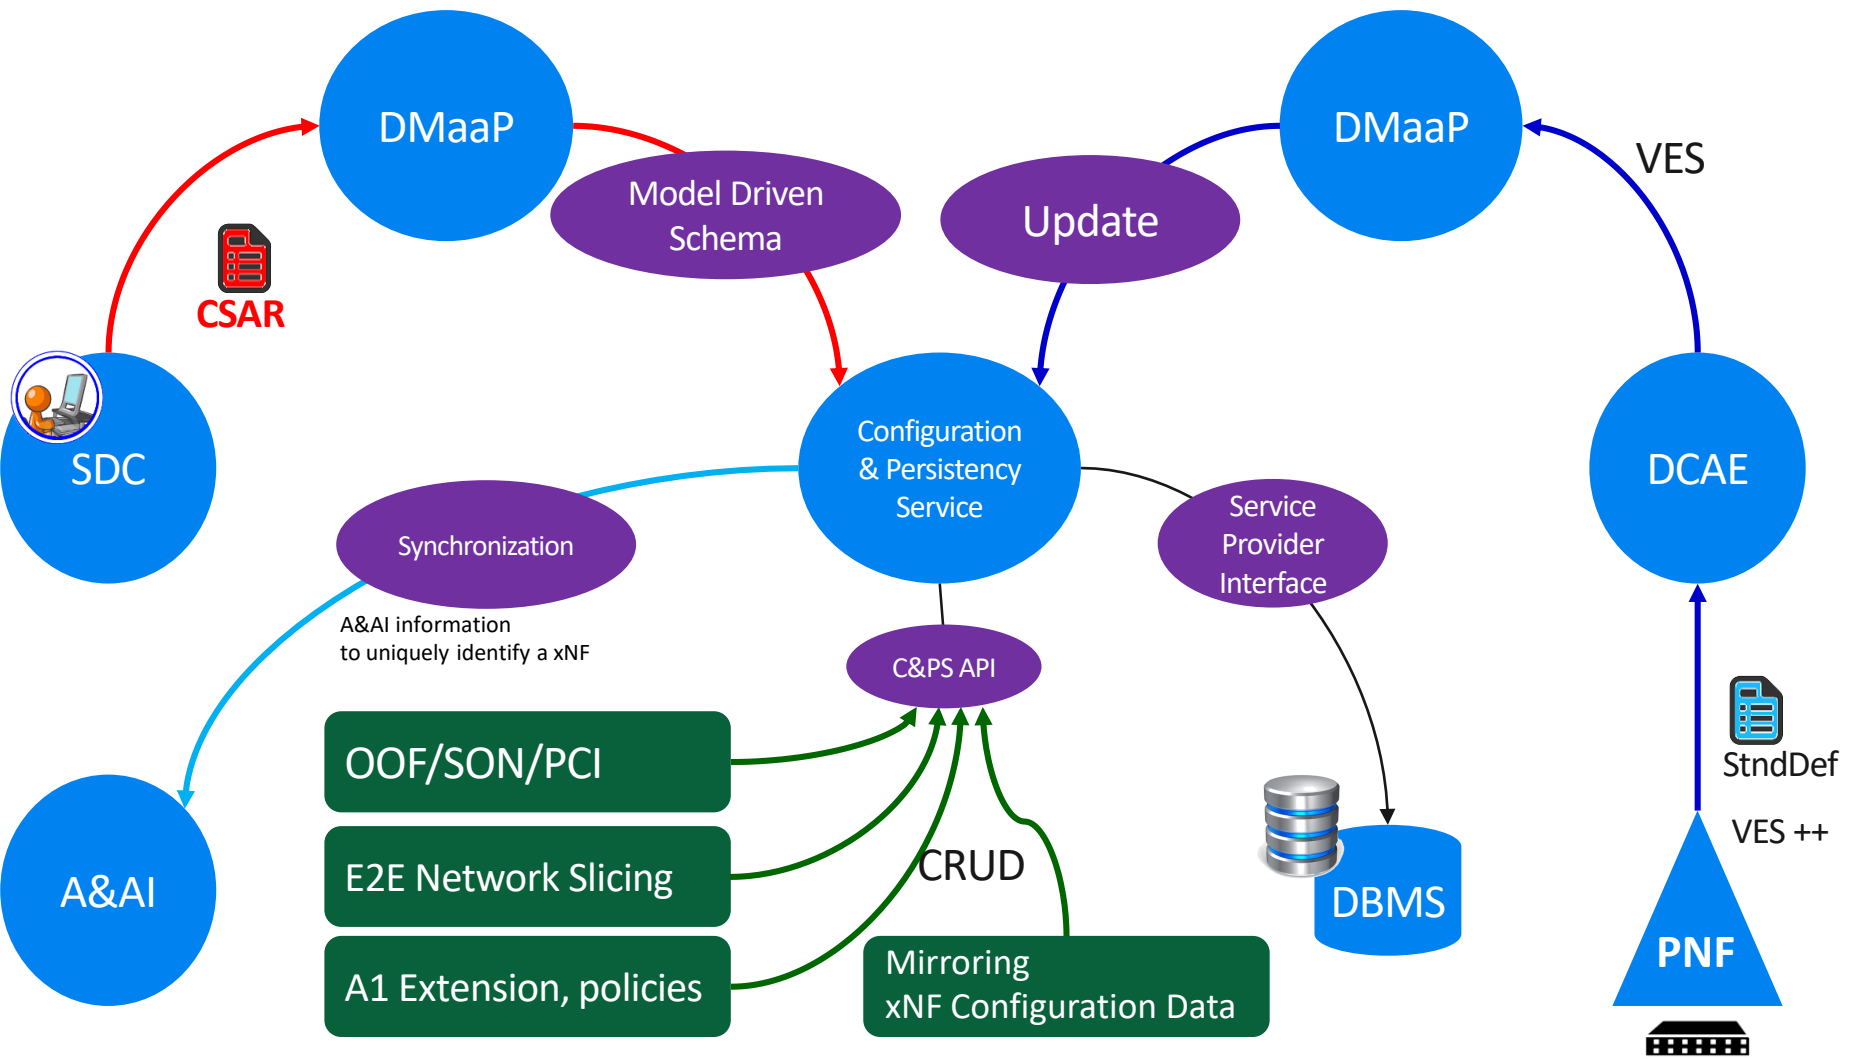 DMaaP
DMaaP
VES
Model Driven
Schema
Update
CSAR
SDC
Configuration
& Persistency
Service
DCAE
Synchronization
Service
Provider
Interface
A&AI information
to uniquely identify a xNF
C&PS API
OOF/SON/PCI
StndDef
VES ++
E2E Network Slicing
CRUD
A&AI
DBMS
PNF
A1 Extension, policies
Mirroring
xNF Configuration Data